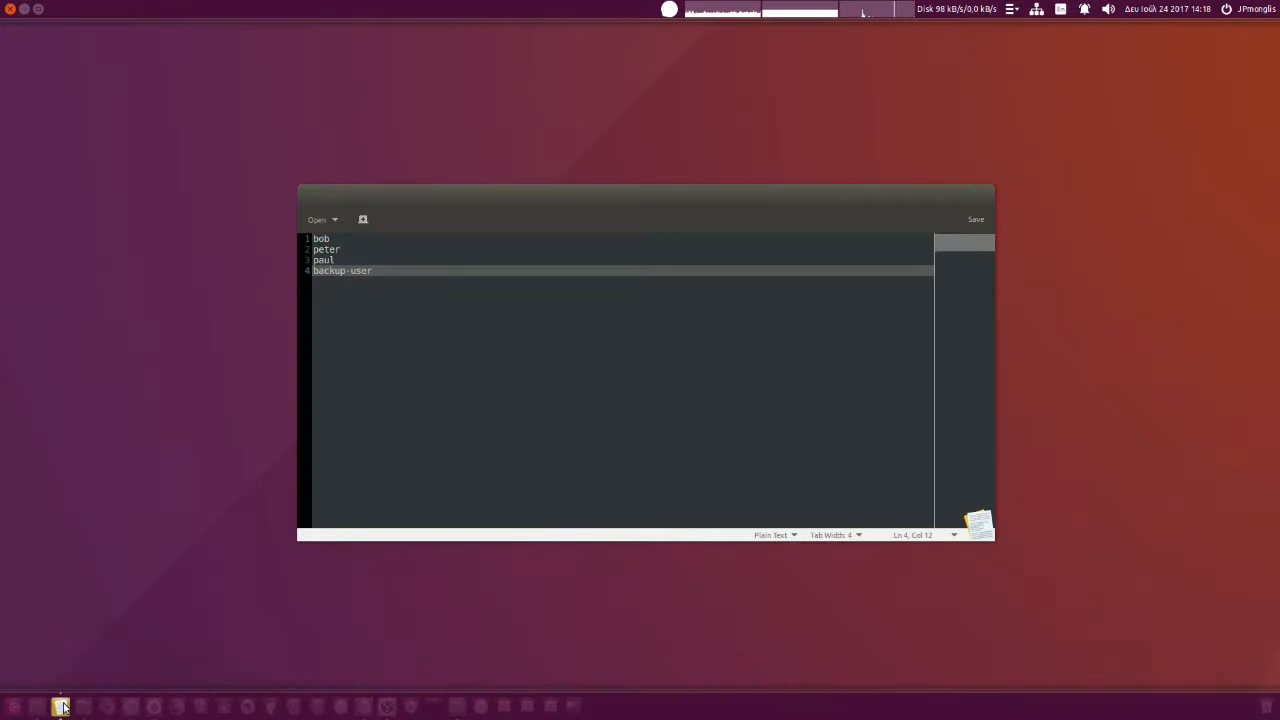 Disk 98 kB/s/0,0 kB/s En Δευ Ιούλ 24 2017 14:18 JPmonglis
Open Save
1 bob
2 peter
3 paul
4 backup-user
Plain Text Tab Width: 4 Ln 4, Col 12